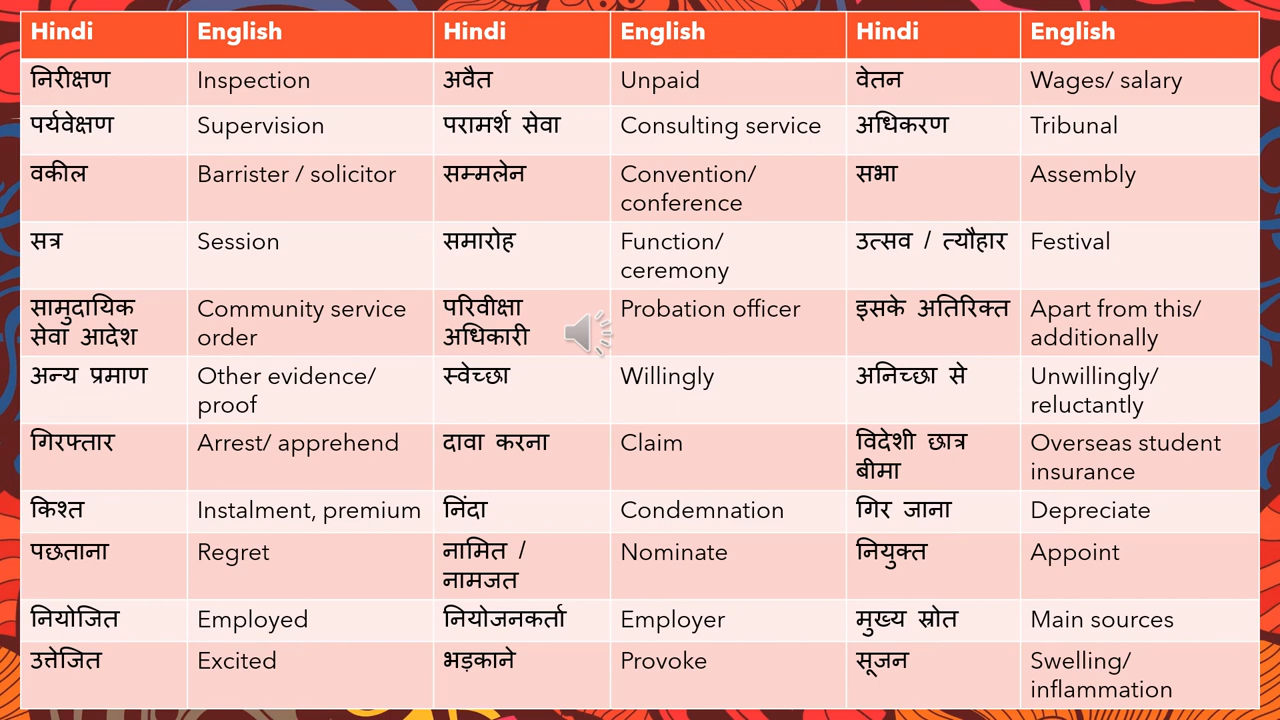 Hindi English Hindi English Hindi English
निरीक्षण Inspection अवैत Unpaid वेतन Wages/ salary
पर्यवेक्षण Supervision परामर्श सेवा Consulting service अधिकरण Tribunal
वकील Barrister / solicitor सम्मलेन Convention/ सभा Assembly
conference
सत्र Session समारोह Function/ उत्सव / त्यौहार Festival
ceremony
सामुदायिक Community service परिवीक्षा Probation officer इसके अतिरिक्त Apart from this/
सेवा आदेश order अधिकारी additionally
अन्य प्रमाण Other evidence/ स्वेच्छा Willingly अनिच्छा से Unwillingly/
proof reluctantly
गिरफ्तार Arrest/ apprehend दावा करना Claim विदेशी छात्र Overseas student
बीमा insurance
किश्त Instalment, premium निंदा Condemnation गिर जाना Depreciate
पछताना Regret नामित / Nominate नियुक्त Appoint
नामजत
नियोजित Employed नियोजनकर्ता Employer मुख्य स्रोत Main sources
उत्तेजित Excited भड़काने Provoke सूजन Swelling/
inflammation